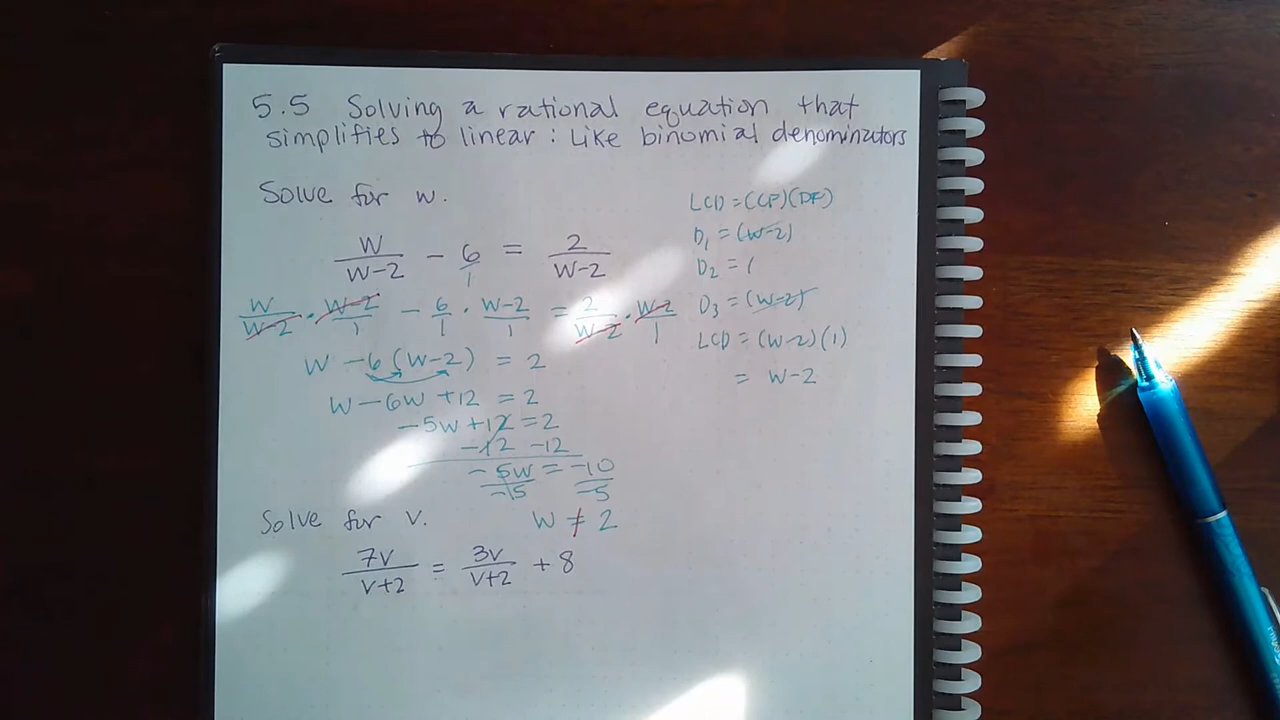 5.5 Solving a rational equation that
simplifies to linear : Like binomial denominators
Solve for w.
w/(w-2) - 6/1 = 2/(w-2)
w/(w-2) · (w-2)/1 - 6/1 · (w-2)/1 = 2/(w-2) · (w-2)/1
w - 6(w-2) = 2
w - 6w + 12 = 2
-5w + 12 = 2
-12 -12
-5w/-5 = -10/-5
w ≠ 2
LCD = (CF)(DF)
D₁ = (w-2)
D₂ = 1
D₃ = (w-2)
LCD = (w-2)(1)
= w-2
Solve for v.
7v/(v+2) = 3v/(v+2) + 8